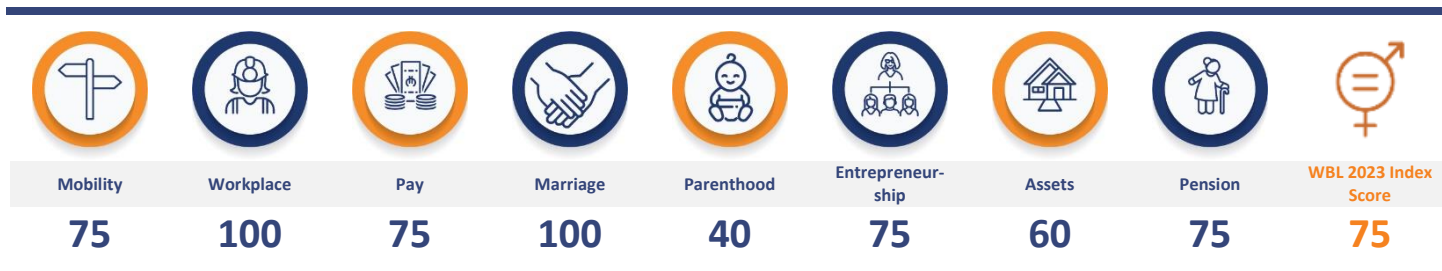 Mobility
Workplace
Pay
Marriage
Parenthood
Entrepreneur-
ship
Assets
Pension
WBL 2023 Index
Score
75
100
75
100
40
75
60
75
75